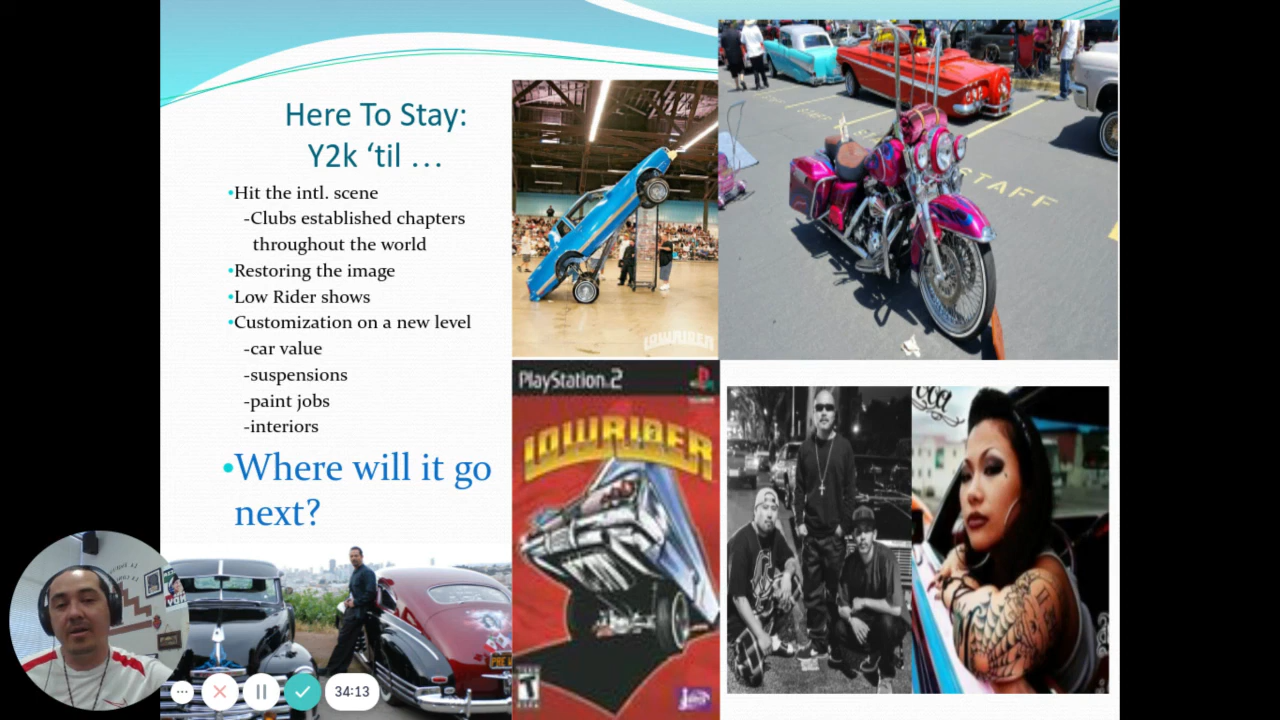 Here To Stay:
Y2k ‘til …
•Hit the intl. scene
-Clubs established chapters
throughout the world
•Restoring the image
•Low Rider shows
•Customization on a new level
-car value
-suspensions
-paint jobs
-interiors
•Where will it go
next?
LOWRIDER
STAFF
PlayStation 2
LOWRIDER
T
34:13